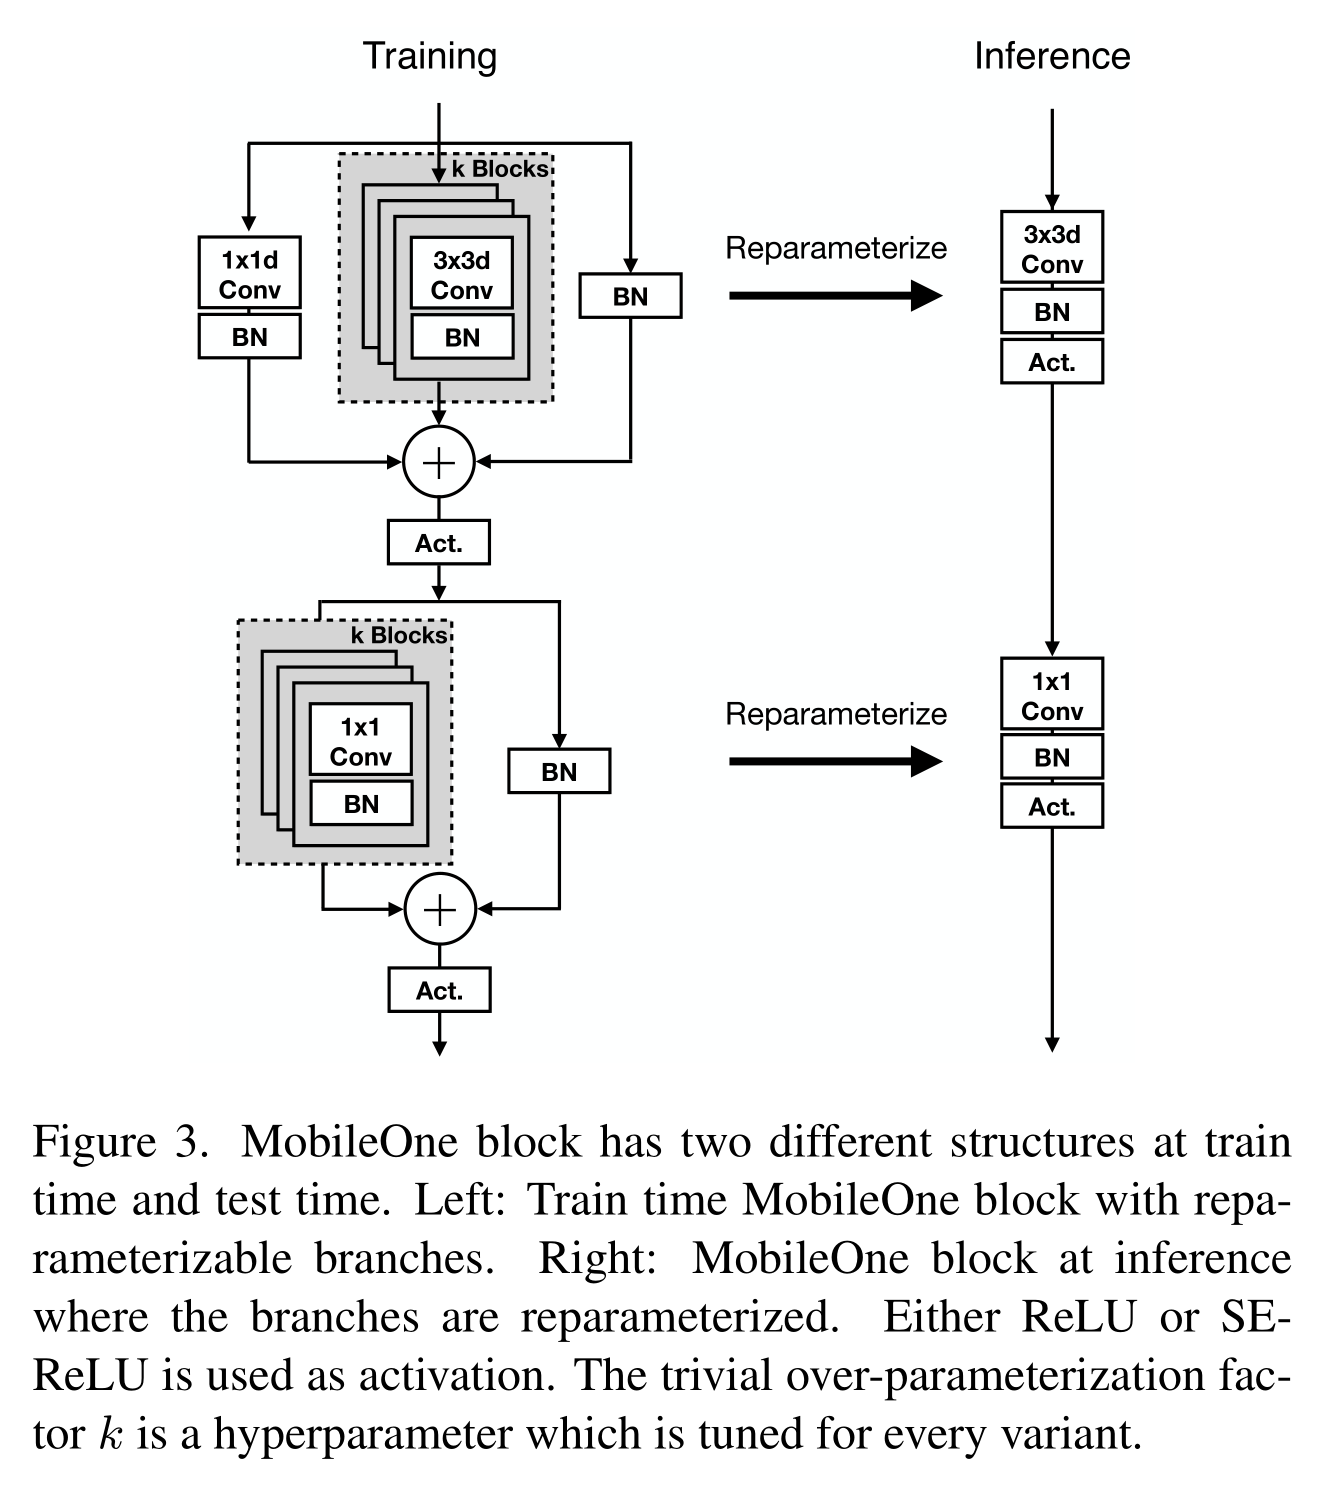 Training
Inference
k Blocks
1x1d
Conv
BN
3x3d
Conv
BN
BN
Reparameterize
3x3d
Conv
BN
Act.
Act.
k Blocks
1x1
Conv
BN
BN
Reparameterize
1x1
Conv
BN
Act.
Act.
Figure 3. MobileOne block has two different structures at train
time and test time. Left: Train time MobileOne block with repa-
rameterizable branches. Right: MobileOne block at inference
where the branches are reparameterized. Either ReLU or SE-
ReLU is used as activation. The trivial over-parameterization fac-
tor k is a hyperparameter which is tuned for every variant.